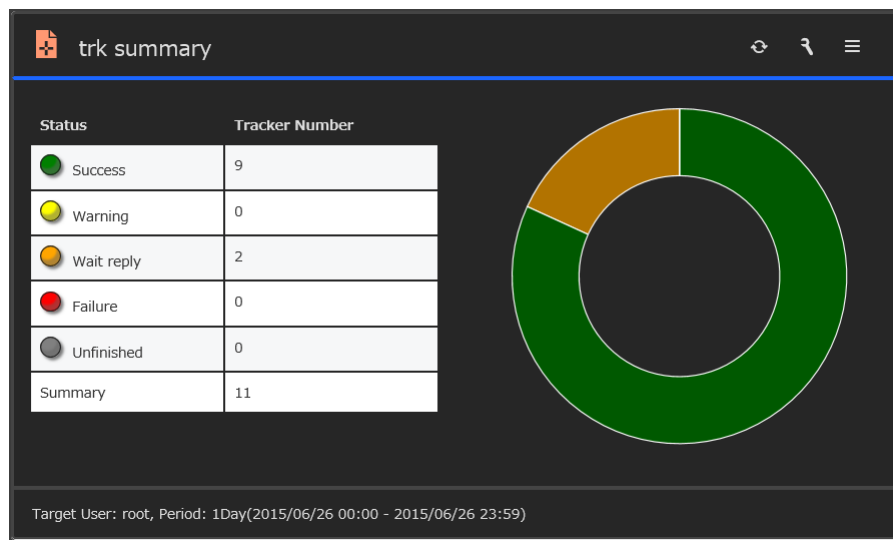 trk summary
Status Tracker Number
Success 9
Warning 0
Wait reply 2
Failure 0
Unfinished 0
Summary 11
Target User: root, Period: 1Day(2015/06/26 00:00 - 2015/06/26 23:59)